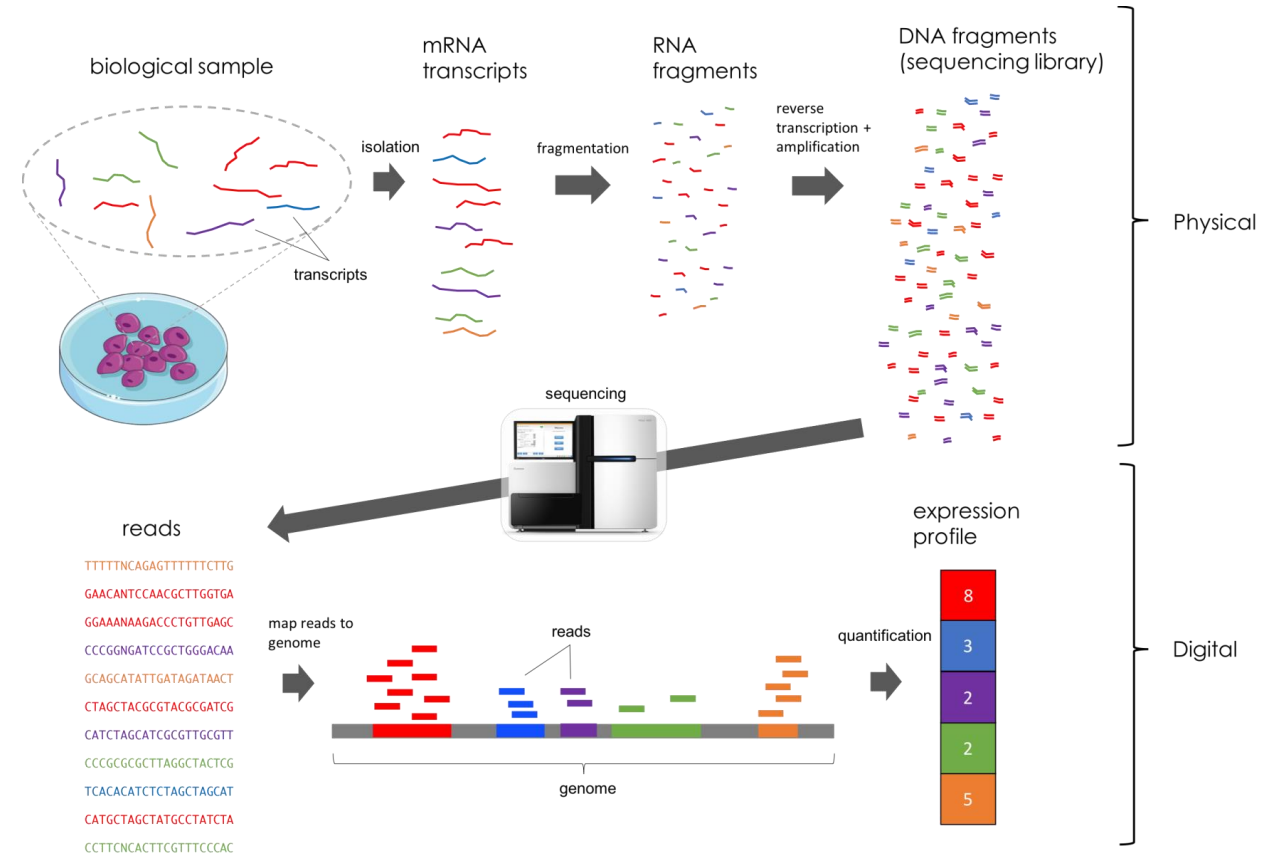 biological sample
mRNA
transcripts
RNA
fragments
DNA fragments
(sequencing library)
isolation
fragmentation
reverse
transcription +
amplification
transcripts
Physical
sequencing
reads
TTTTTNCAGAGTTTTTTCTTG
GAACANTCCAACGCTTGGTGA
GGAAANAAGACCCTGTTGAGC
CCCGGNGATCCGCTGGGACAA
GCAGCATATTGATAGATAACT
CTAGCTACGCGTACGCGATCG
CATCTAGCATCGCGTTGCGTT
CCCGCGCGCTTAGGCTACTCG
TCACACATCTCTAGCTAGCAT
CATGCTAGCTATGCCTATCTA
CCTTCNCACTTCGTTTCCCAC
map reads to
genome
reads
genome
quantification
expression
profile
8
3
2
2
5
Digital